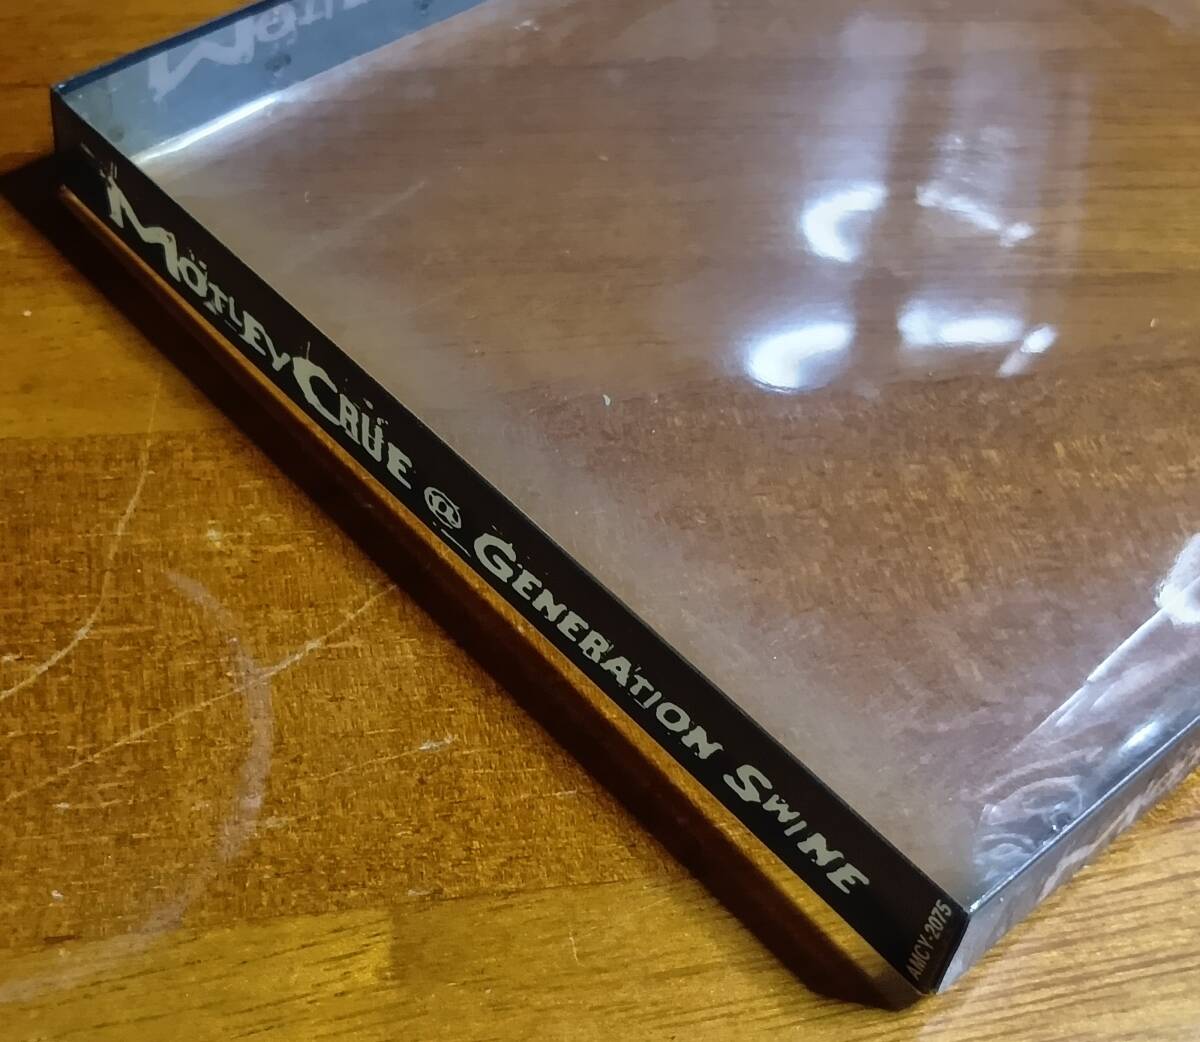 MÖTLEY CRÜE @ GENERATION SWINE
AMCY-2075